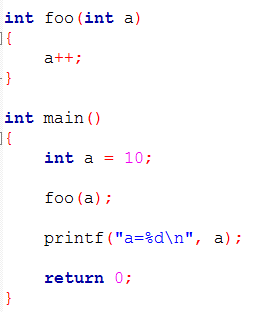 int foo(int a)
{
    a++;
}
int main()
{
    int a = 10;
    foo(a);
    printf("a=%d\n", a);
    return 0;
}